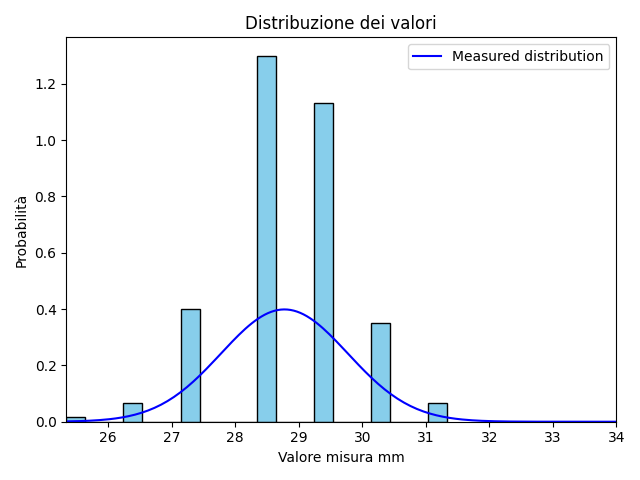 Distribuzione dei valori
Measured distribution
Probabilità
1.2
1.0
0.8
0.6
0.4
0.2
0.0
26 27 28 29 30 31 32 33 34
Valore misura mm